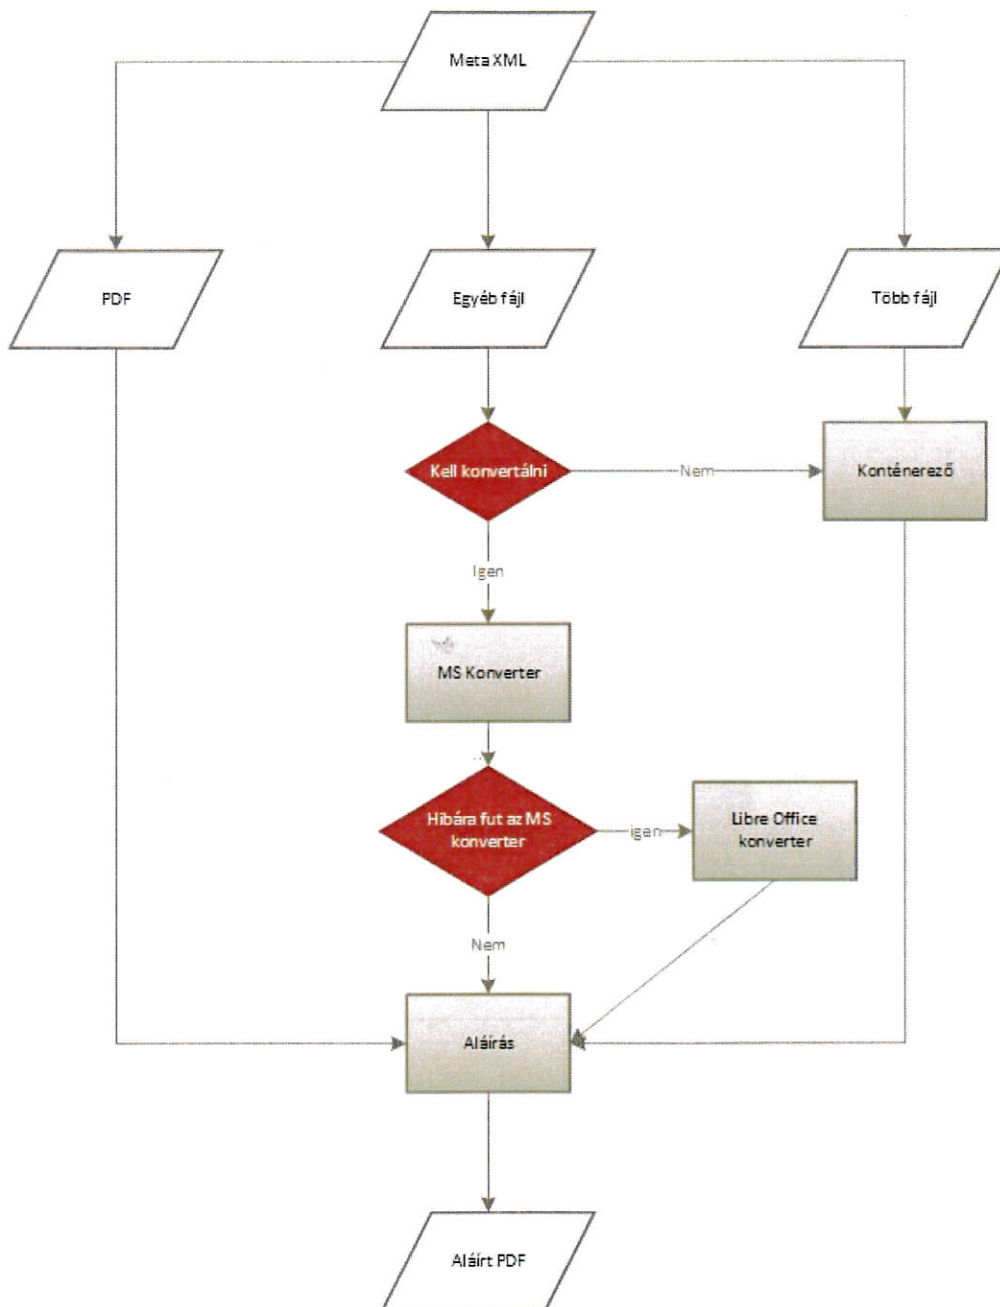 Meta XML
PDF
Egyéb fájl
Több fájl
Kell konvertálni
Nem
Konténerező
Igen
MS Konverter
Hibára fut az MS
konverter
igen
Libre Office
konverter
Nem
Aláírás
Aláírt PDF